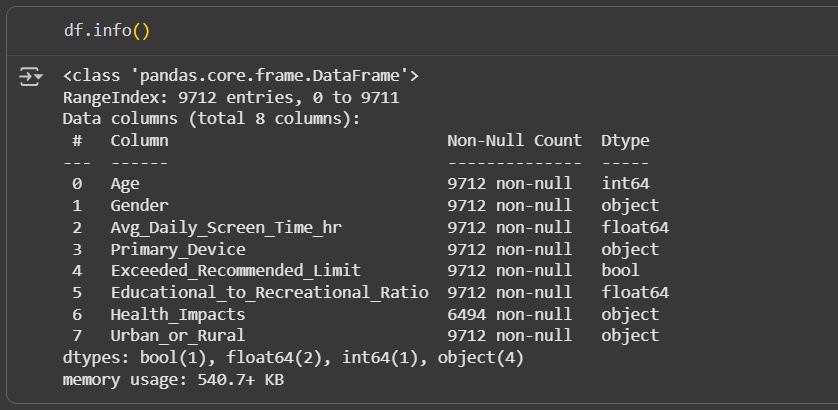 df.info()
<class 'pandas.core.frame.DataFrame'>
RangeIndex: 9712 entries, 0 to 9711
Data columns (total 8 columns):
 #   Column                             Non-Null Count  Dtype
---  ------                             --------------  -----
 0   Age                                9712 non-null   int64
 1   Gender                             9712 non-null   object
 2   Avg_Daily_Screen_Time_hr           9712 non-null   float64
 3   Primary_Device                     9712 non-null   object
 4   Exceeded_Recommended_Limit         9712 non-null   bool
 5   Educational_to_Recreational_Ratio  9712 non-null   float64
 6   Health_Impacts                     6494 non-null   object
 7   Urban_or_Rural                     9712 non-null   object
dtypes: bool(1), float64(2), int64(1), object(4)
memory usage: 540.7+ KB